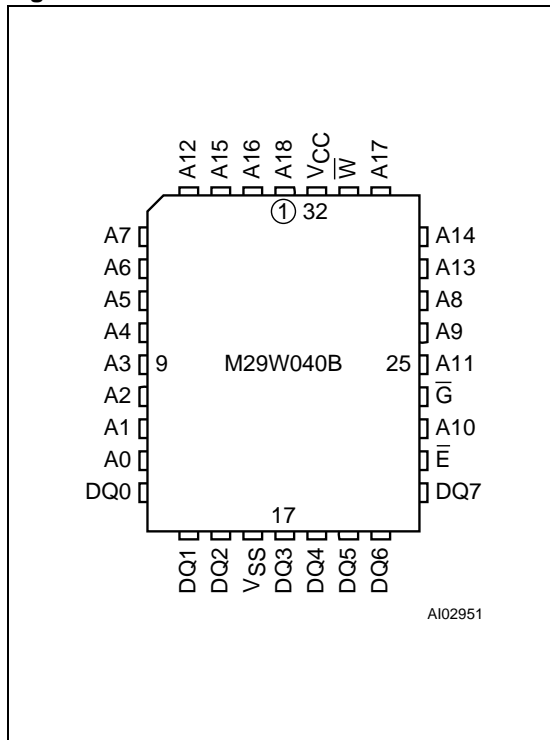 A12 A15 A16 A18 VCC W̅ A17
① 32
A7 A14
A6 A13
A5 A8
A4 A9
A3 9 M29W040B 25 A11
A2 G̅
A1 A10
A0 E̅
DQ0 DQ7
17
DQ1 DQ2 VSS DQ3 DQ4 DQ5 DQ6
AI02951